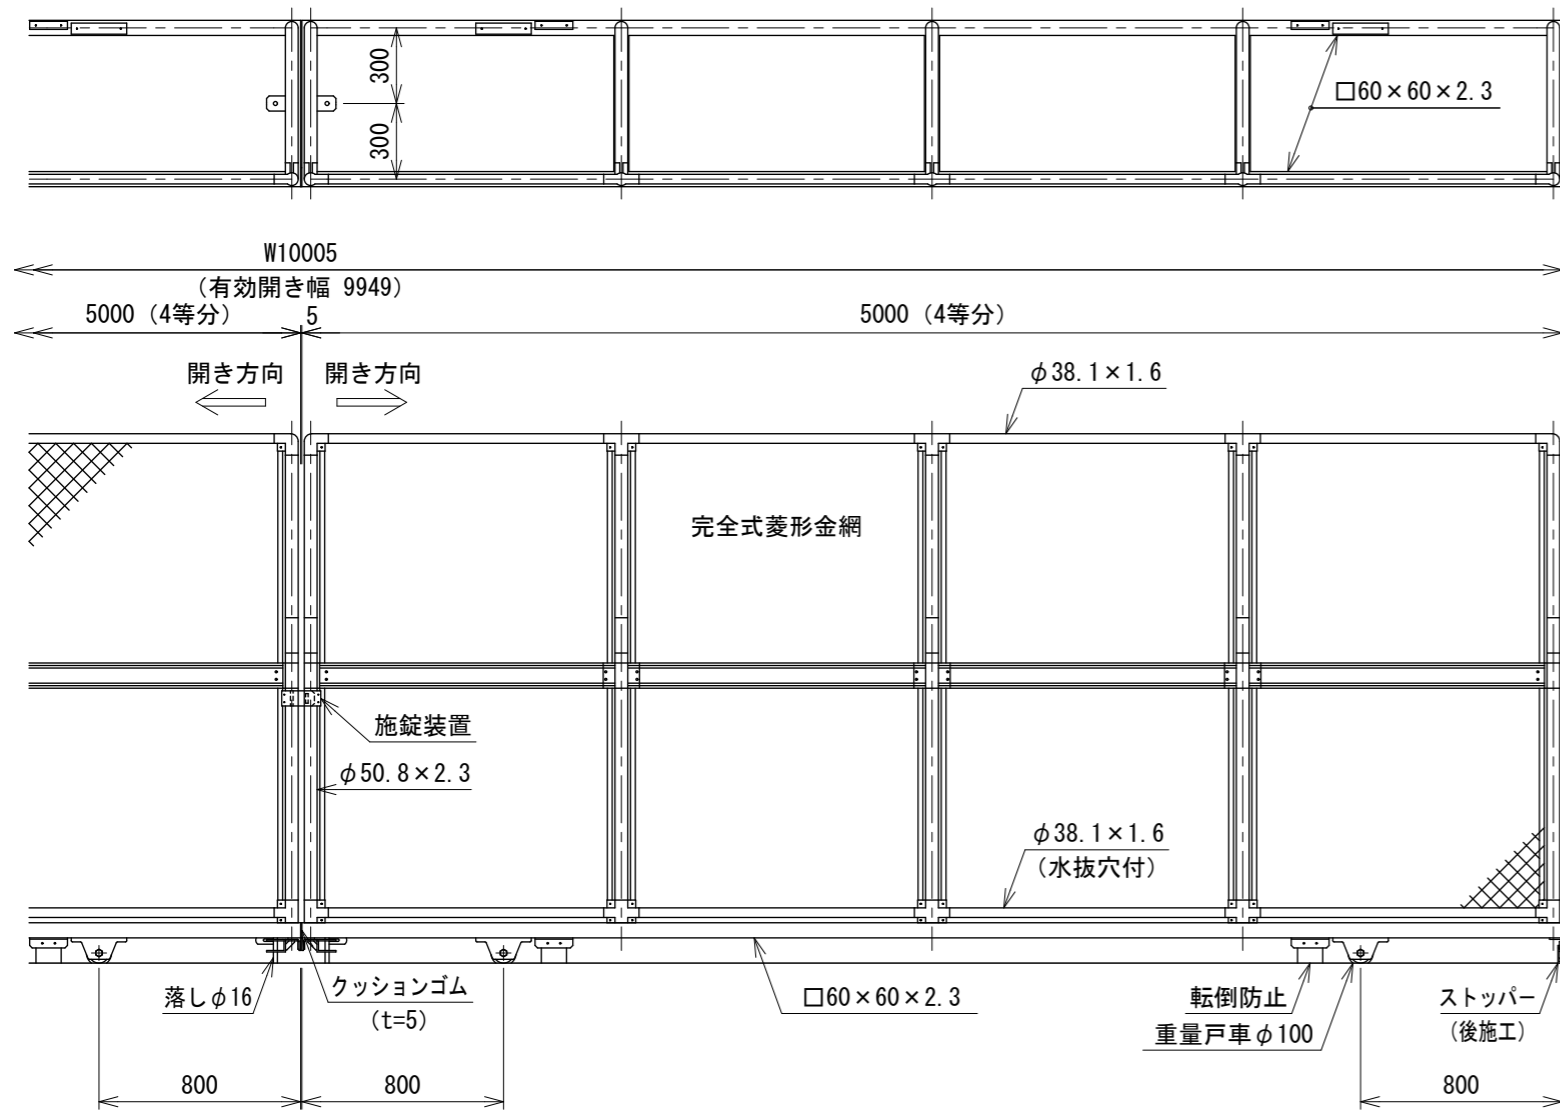 300
300
□60×60×2.3
W10005
(有効開き幅 9949)
5000 (4等分)
5
5000 (4等分)
開き方向
開き方向
φ38.1×1.6
完全式菱形金網
施錠装置
φ50.8×2.3
φ38.1×1.6
(水抜穴付)
落しφ16
クッションゴム
(t=5)
□60×60×2.3
転倒防止
重量戸車φ100
ストッパー
(後施工)
800
800
800